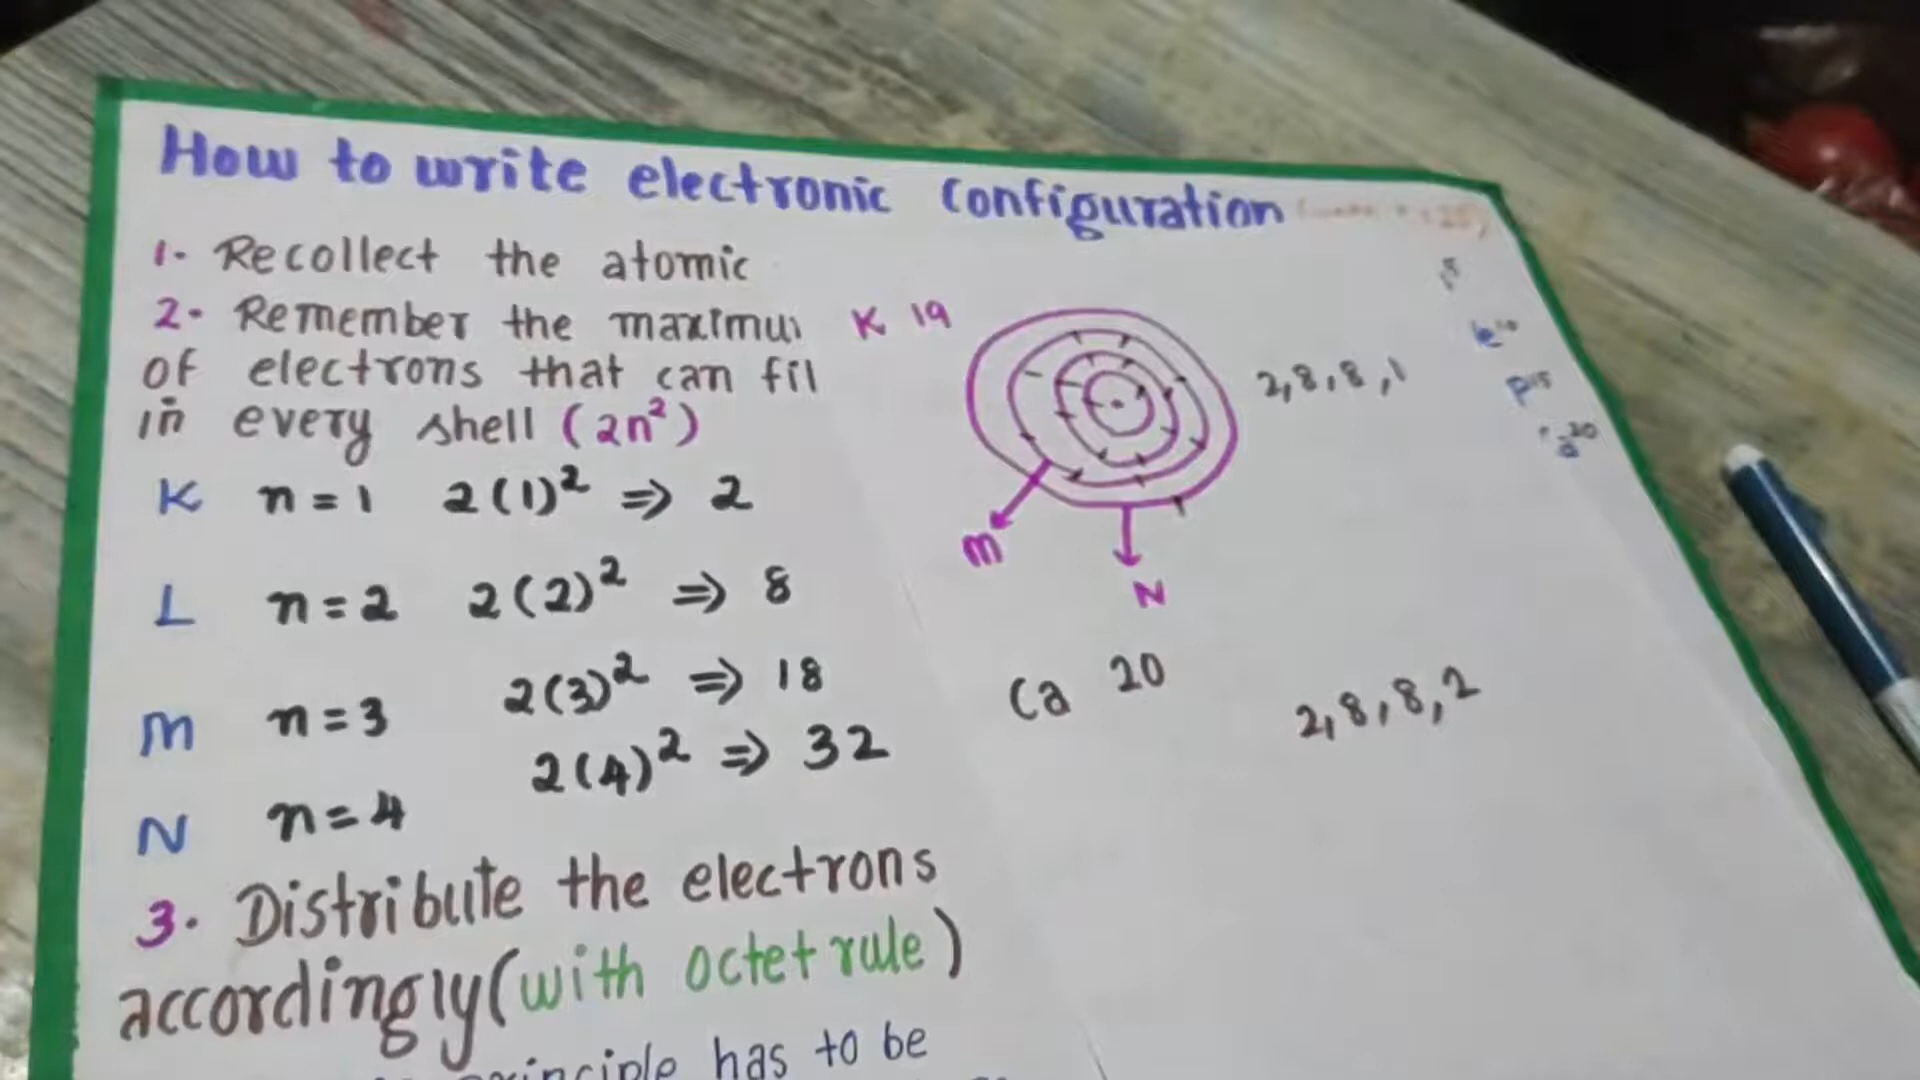 How to write electronic configuration
1. Recollect the atomic
2. Remember the maximu
of electrons that can fil
in every shell (2n²)
K n = 1 2(1)² ⇒ 2
L n = 2 2(2)² ⇒ 8
M n = 3 2(3)² ⇒ 18
N n = 4 2(4)² ⇒ 32
3. Distribute the electrons
accordingly (with octet rule)
principle has to be
K 19
2,8,8,1
M
N
Ca 20
2,8,8,2
P¹⁵